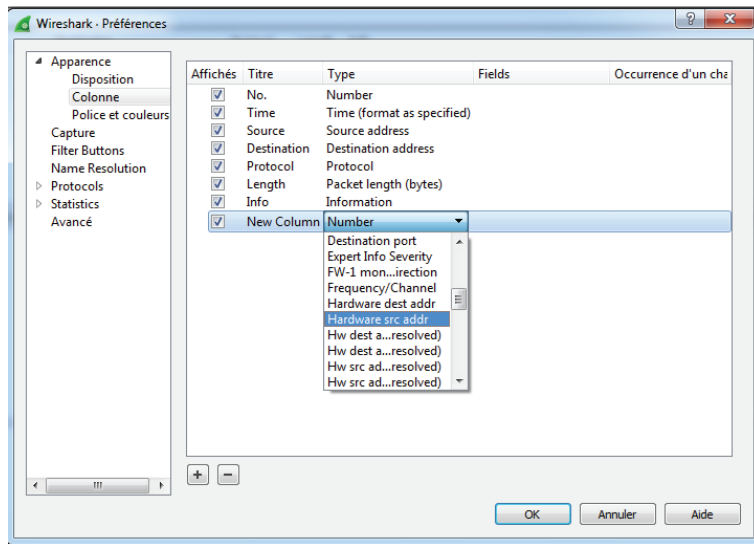 Wireshark · Préférences
Apparence
Disposition
Colonne
Police et couleurs
Capture
Filter Buttons
Name Resolution
Protocols
Statistics
Avancé
Affichés Titre Type Fields Occurrence d'un cha
No. Number
Time Time (format as specified)
Source Source address
Destination Destination address
Protocol Protocol
Length Packet length (bytes)
Info Information
New Column Number
Destination port
Expert Info Severity
FW-1 mon...irection
Frequency/Channel
Hardware dest addr
Hardware src addr
Hw dest a...resolved)
Hw dest a...resolved)
Hw src ad...resolved)
Hw src ad...resolved)
OK Annuler Aide